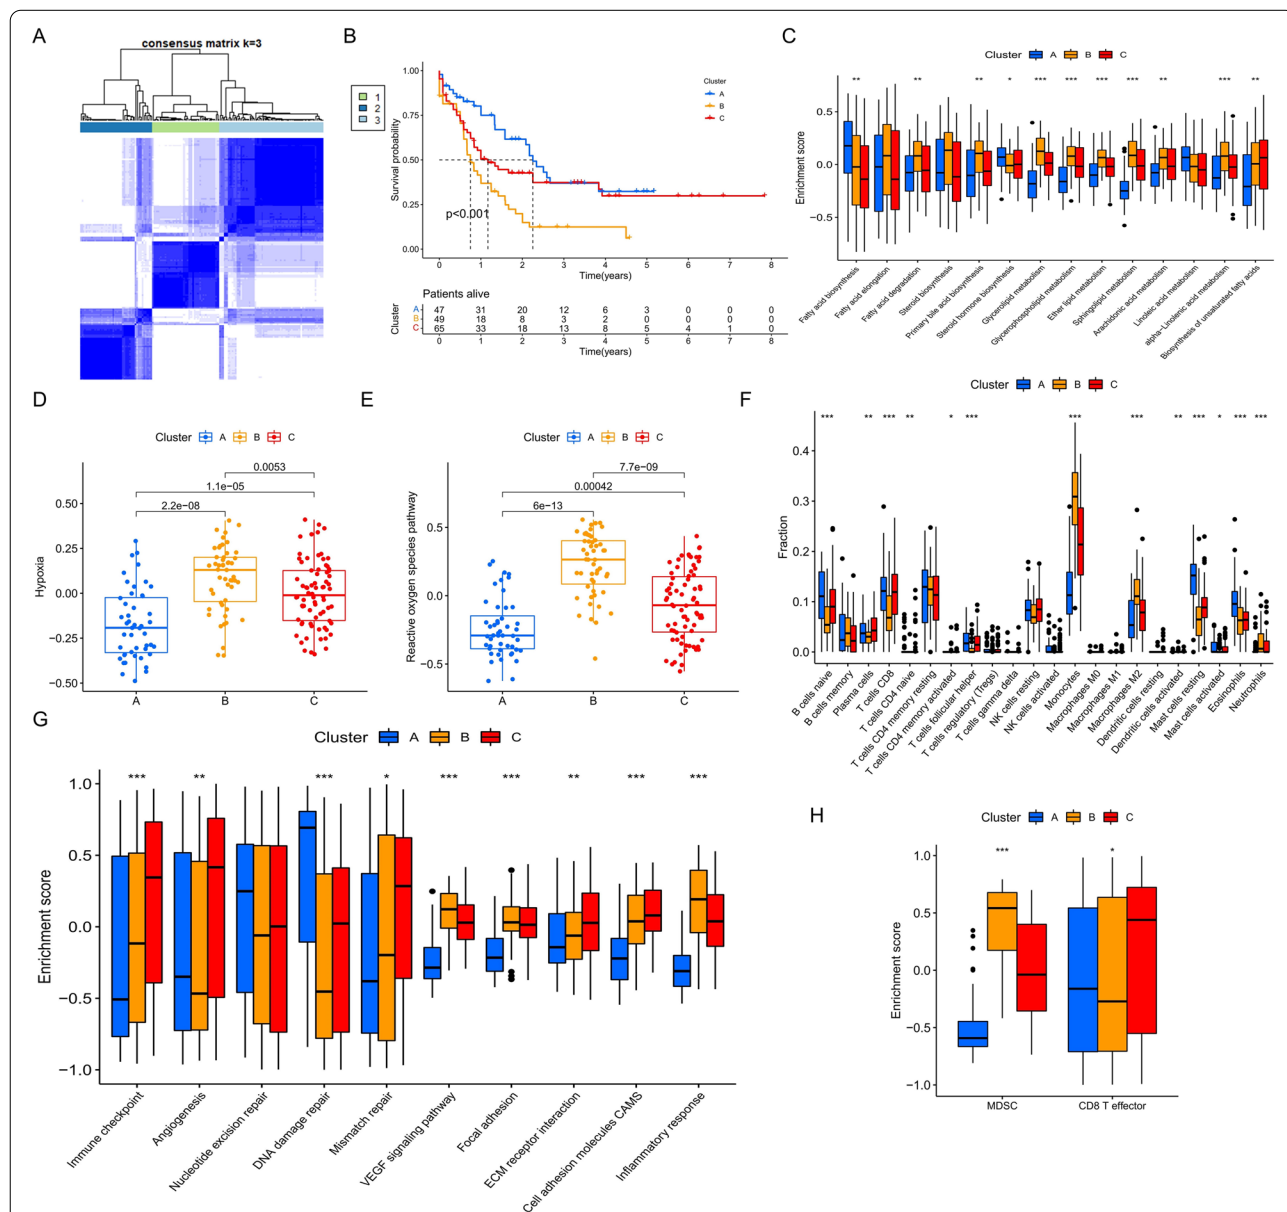 A
consensus matrix k=3
1
2
3
B
Cluster
A
B
C
Survival probability
1.00
0.75
0.50
0.25
0.00
p<0.001
0 1 2 3 4 5 6 7 8
Time(years)
Patients alive
Cluster
A 47 31 20 12 6 3 0 0 0
B 49 18 8 3 2 0 0 0 0
C 65 33 18 13 8 5 4 1 0
0 1 2 3 4 5 6 7 8
Time(years)
C
Cluster A B C
** ** ** * *** *** *** *** ** *** **
Enrichment score
0.5
0.0
−0.5
Fatty acid biosynthesis
Fatty acid elongation
Fatty acid degradation
Steroid biosynthesis
Primary bile acid biosynthesis
Steroid hormone biosynthesis
Glycerolipid metabolism
Glycerophospholipid metabolism
Ether lipid metabolism
Sphingolipid metabolism
Arachidonic acid metabolism
Linoleic acid metabolism
alpha−Linolenic acid metabolism
Biosynthesis of unsaturated fatty acids
D
Cluster A B C
Hypoxia
0.0053
1.1e−05
2.2e−08
0.50
0.25
0.00
−0.25
−0.50
A B C
E
Cluster A B C
Reactive oxygen species pathway
7.7e−09
0.00042
6e−13
0.5
0.0
−0.5
A B C
F
Cluster A B C
*** ** *** ** * *** *** *** ** *** * *** ***
Fraction
0.4
0.3
0.2
0.1
0.0
B cells naive
B cells memory
Plasma cells
T cells CD8
T cells CD4 naive
T cells CD4 memory resting
T cells CD4 memory activated
T cells follicular helper
T cells regulatory (Tregs)
T cells gamma delta
NK cells resting
NK cells activated
Monocytes
Macrophages M0
Macrophages M1
Macrophages M2
Dendritic cells resting
Dendritic cells activated
Mast cells resting
Mast cells activated
Eosinophils
Neutrophils
G
Cluster A B C
*** ** *** * *** *** ** *** ***
Enrichment score
1.0
0.5
0.0
−0.5
−1.0
Immune checkpoint
Angiogenesis
Nucleotide excision repair
DNA damage repair
Mismatch repair
VEGF signaling pathway
Focal adhesion
ECM receptor interaction
Cell adhesion molecules CAMS
Inflammatory response
H
Cluster A B C
*** *
Enrichment score
1.0
0.5
0.0
−0.5
−1.0
MDSC CD8 T effector